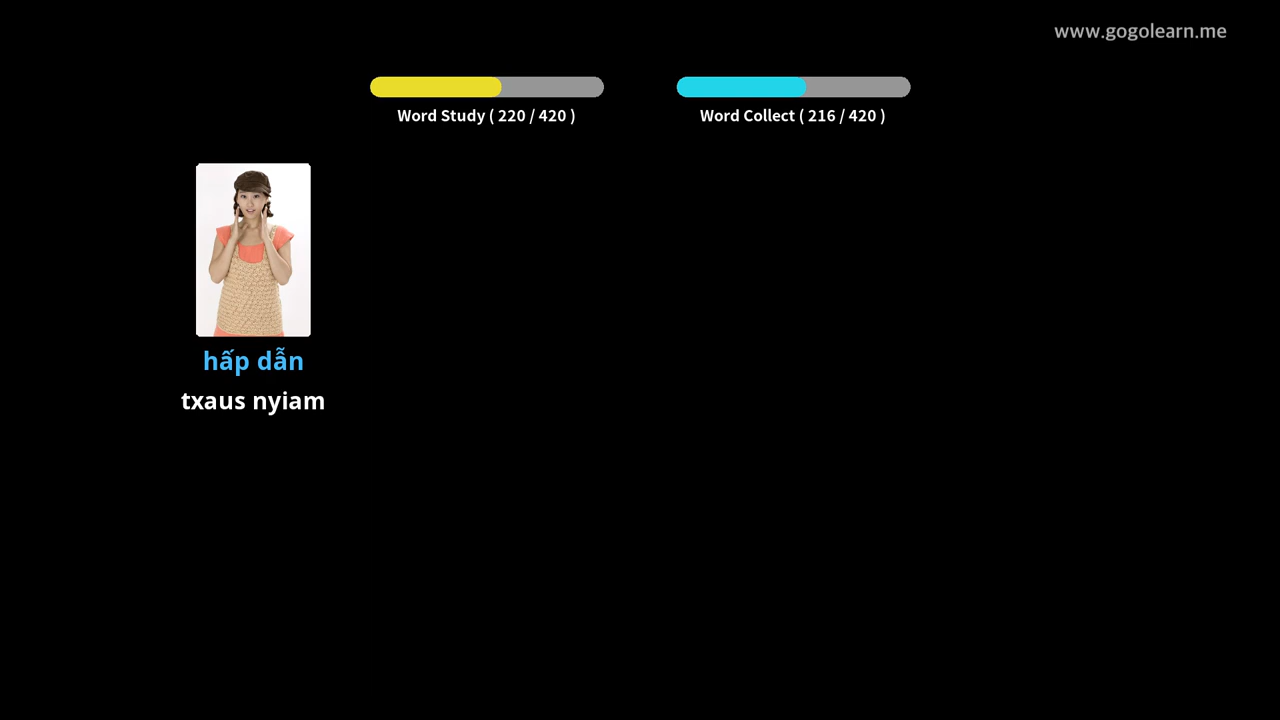 www.gogolearn.me
Word Study ( 220 / 420 )
Word Collect ( 216 / 420 )
hấp dẫn
txaus nyiam